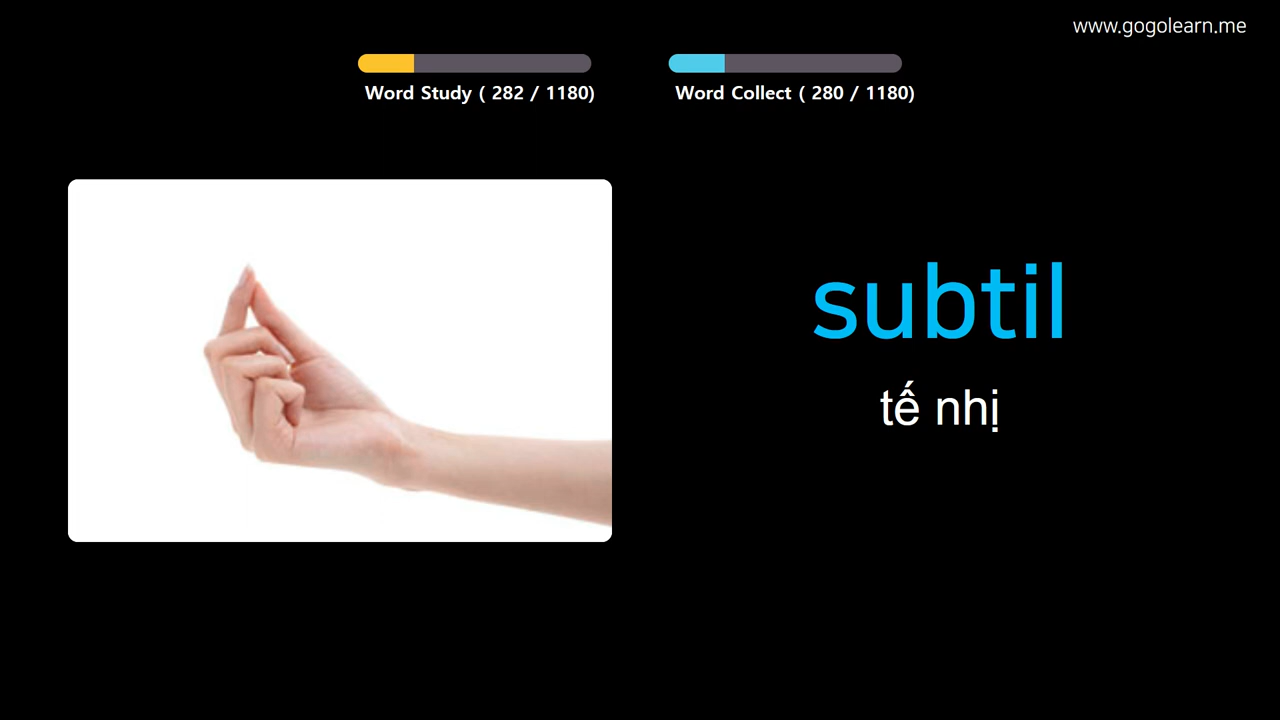 www.gogolearn.me
Word Study ( 282 / 1180)
Word Collect ( 280 / 1180)
subtil
tế nhị